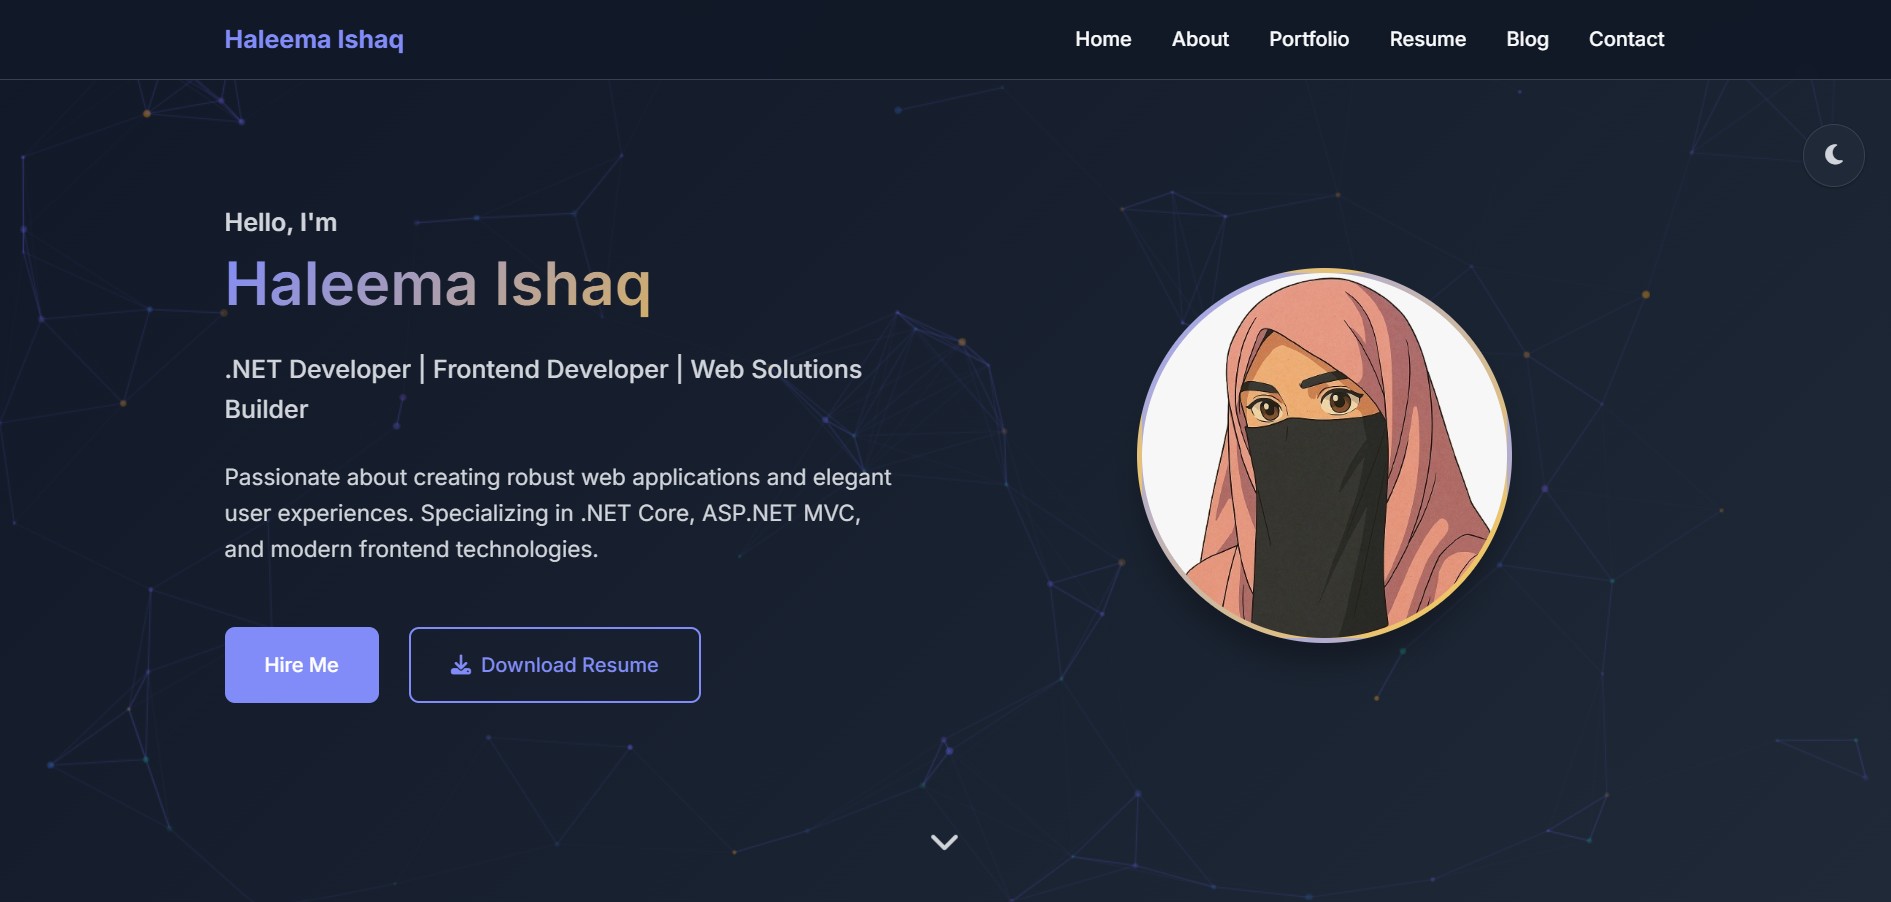 Haleema Ishaq
Home About Portfolio Resume Blog Contact
Hello, I'm
Haleema Ishaq
.NET Developer | Frontend Developer | Web Solutions
Builder
Passionate about creating robust web applications and elegant
user experiences. Specializing in .NET Core, ASP.NET MVC,
and modern frontend technologies.
Hire Me
Download Resume